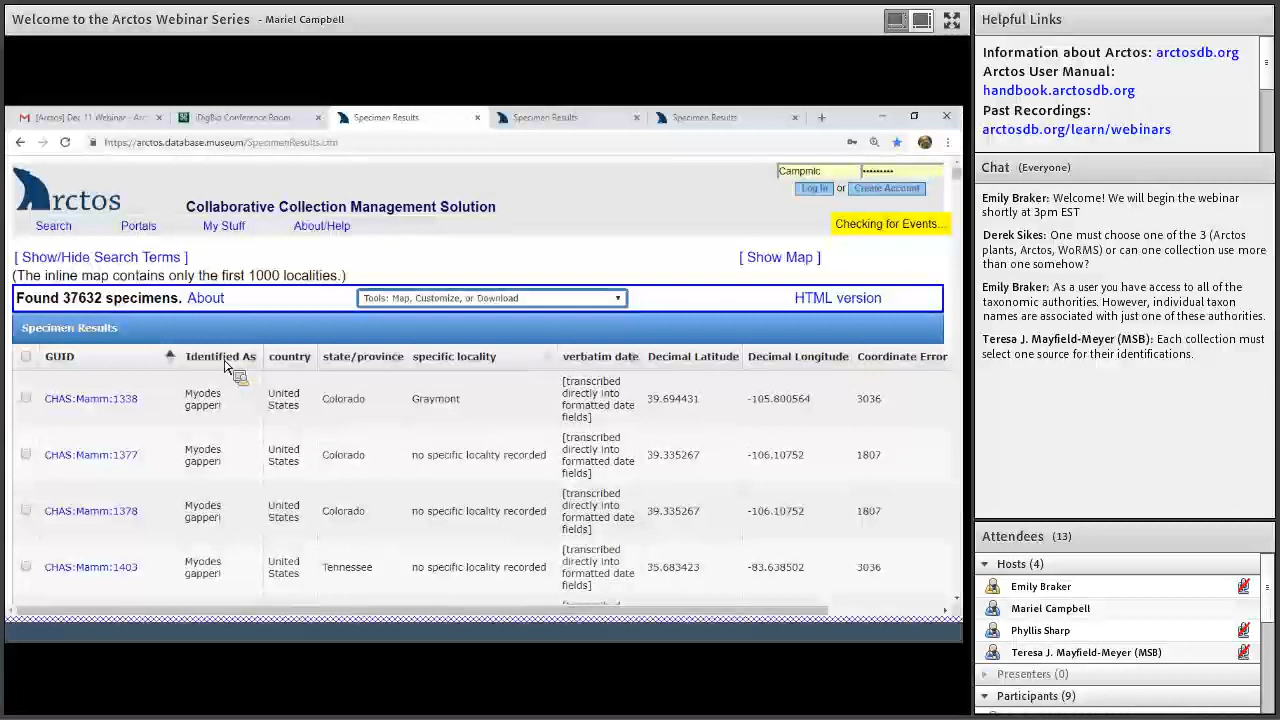 Welcome to the Arctos Webinar Series - Mariel Campbell
[Arctos] Dec 11 Webinar - Arc
iDigBio Conference Room
Specimen Results
Specimen Results
Specimen Results
https://arctos.database.museum/SpecimenResults.cfm
Arctos
Collaborative Collection Management Solution
Campmic
•••••••••
Log In or Create Account
Search
Portals
My Stuff
About/Help
Checking for Events...
[ Show/Hide Search Terms ]
[ Show Map ]
(The inline map contains only the first 1000 localities.)
Found 37632 specimens. About
Tools: Map, Customize, or Download
HTML version
Specimen Results
GUID Identified As country state/province specific locality verbatim date Decimal Latitude Decimal Longitude Coordinate Error
CHAS:Mamm:1338 Myodes gapperi United States Colorado Graymont [transcribed directly into formatted date fields] 39.694431 -105.800564 3036
CHAS:Mamm:1377 Myodes gapperi United States Colorado no specific locality recorded [transcribed directly into formatted date fields] 39.335267 -106.10752 1807
CHAS:Mamm:1378 Myodes gapperi United States Colorado no specific locality recorded [transcribed directly into formatted date fields] 39.335267 -106.10752 1807
CHAS:Mamm:1403 Myodes gapperi United States Tennessee no specific locality recorded [transcribed directly into formatted date fields] 35.683423 -83.638502 3036
Helpful Links
Information about Arctos: arctosdb.org
Arctos User Manual:
handbook.arctosdb.org
Past Recordings:
arctosdb.org/learn/webinars
Chat (Everyone)
Emily Braker: Welcome! We will begin the webinar
shortly at 3pm EST
Derek Sikes: One must choose one of the 3 (Arctos
plants, Arctos, WoRMS) or can one collection use more
than one somehow?
Emily Braker: As a user you have access to all of the
taxonomic authorities. However, individual taxon
names are associated with just one of these authorities.
Teresa J. Mayfield-Meyer (MSB): Each collection must
select one source for their identifications.
Attendees (13)
Hosts (4)
Emily Braker
Mariel Campbell
Phyllis Sharp
Teresa J. Mayfield-Meyer (MSB)
Presenters (0)
Participants (9)